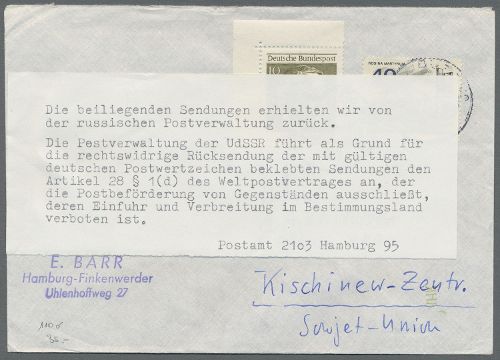 Deutsche Bundespost
10
REGINA MARTYRUM
40
Die beiliegenden Sendungen erhielten wir von
der russischen Postverwaltung zurück.
Die Pestverwaltung der UdSSR führt als Grund für
die rechtswidrige Rücksendung der mit gültigen
deutschen Postwertzeichen beklebten Sendungen den
Artikel 28 § 1(d) des Weltpostvertrages an, der
die Postbeförderung von Gegenständen ausschließt,
deren Einfuhr und Verbreitung im Bestimmungsland
verboten ist.
Postamt 2103 Hamburg 95
E. BARR
Hamburg-Finkenwerder
Uhlenhoffweg 27
Kischinew-Zentr.
Sowjet-Union